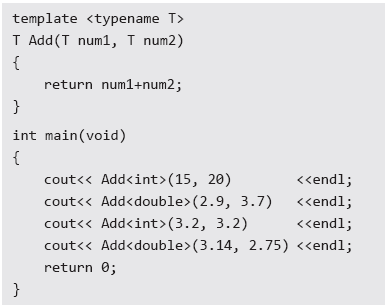 template <typename T>
T Add(T num1, T num2)
{
    return num1+num2;
}
int main(void)
{
    cout<< Add<int>(15, 20)        <<endl;
    cout<< Add<double>(2.9, 3.7)   <<endl;
    cout<< Add<int>(3.2, 3.2)      <<endl;
    cout<< Add<double>(3.14, 2.75) <<endl;
    return 0;
}